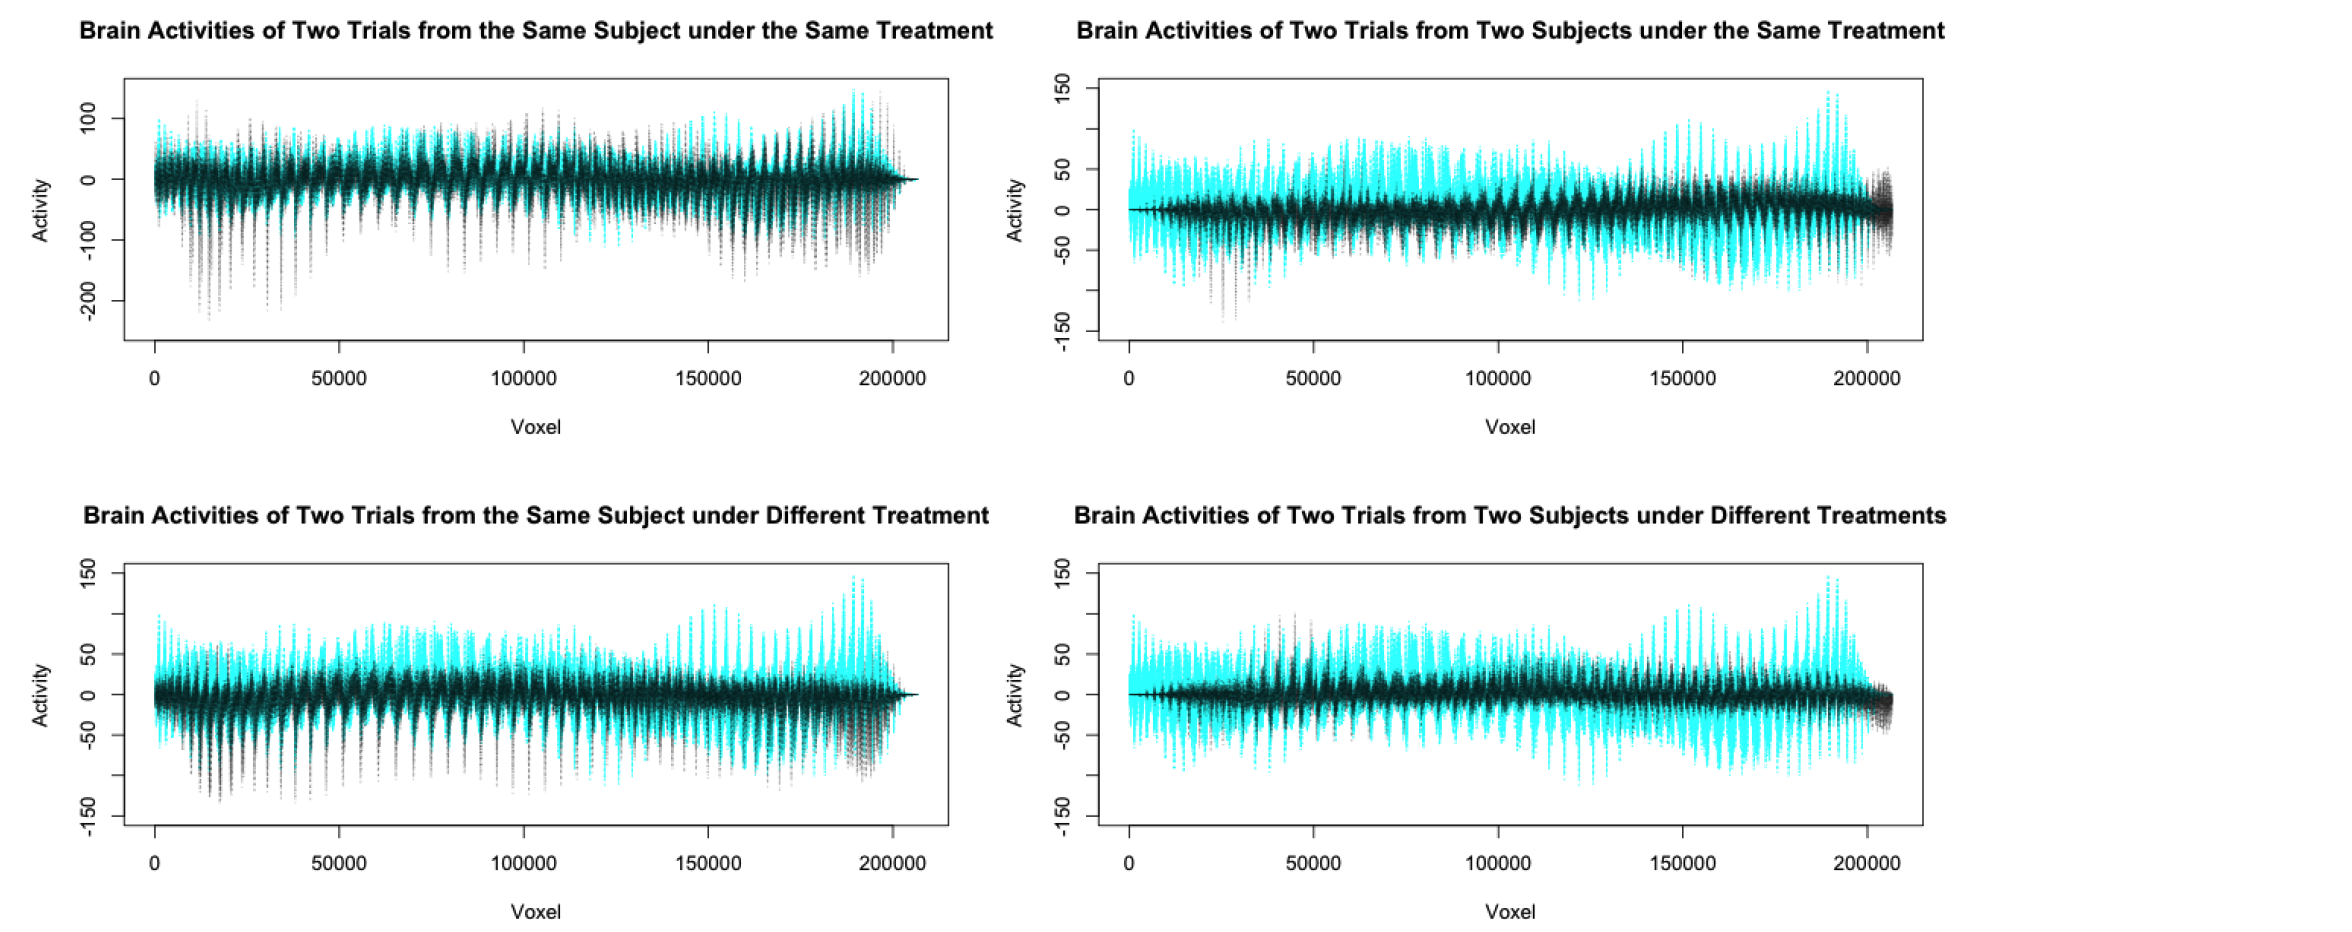 Brain Activities of Two Trials from the Same Subject under the Same Treatment
Activity
100
0
-100
-200
0 50000 100000 150000 200000
Voxel
Brain Activities of Two Trials from Two Subjects under the Same Treatment
Activity
150
50
0
-50
-150
0 50000 100000 150000 200000
Voxel
Brain Activities of Two Trials from the Same Subject under Different Treatment
Activity
150
50
0
-50
-150
0 50000 100000 150000 200000
Voxel
Brain Activities of Two Trials from Two Subjects under Different Treatments
Activity
150
50
0
-50
-150
0 50000 100000 150000 200000
Voxel